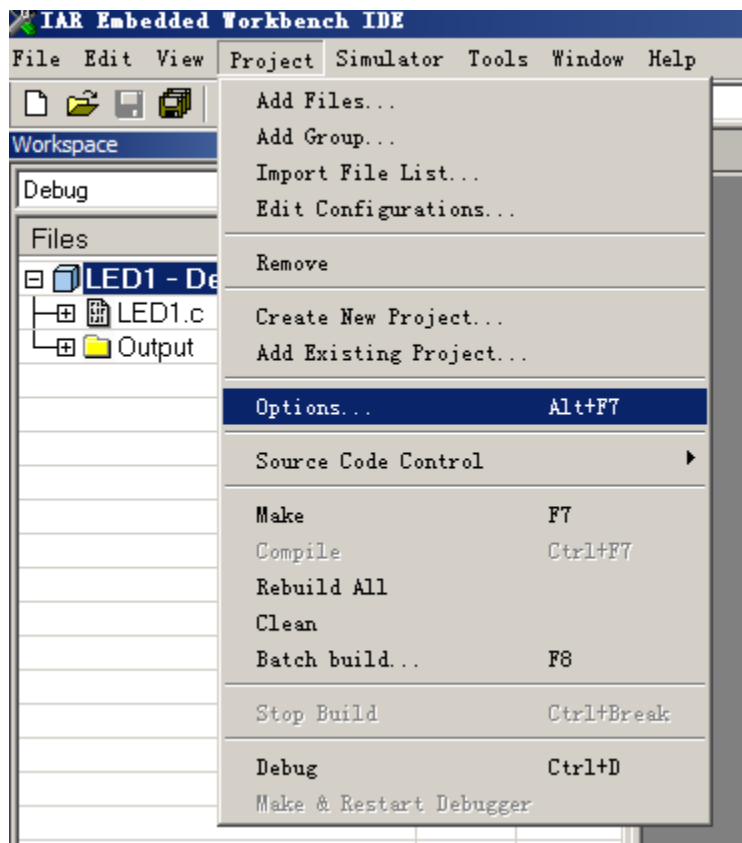 IAR Embedded Workbench IDE
File Edit View Project Simulator Tools Window Help
Workspace
Debug
Files
LED1 - De
LED1.c
Output
Add Files...
Add Group...
Import File List...
Edit Configurations...
Remove
Create New Project...
Add Existing Project...
Options... Alt+F7
Source Code Control
Make F7
Compile Ctrl+F7
Rebuild All
Clean
Batch build... F8
Stop Build Ctrl+Break
Debug Ctrl+D
Make & Restart Debugger